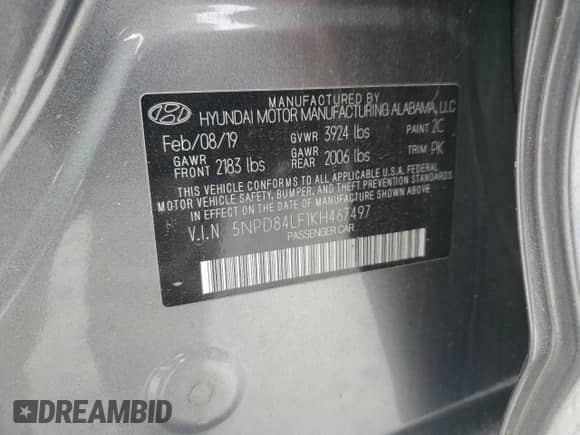 MANUFACTURED BY
HYUNDAI MOTOR MANUFACTURING ALABAMA, LLC
Feb/08/19 GVWR 3924 lbs PAINT 2C
GAWR FRONT 2183 lbs GAWR REAR 2006 lbs TRIM PK
THIS VEHICLE CONFORMS TO ALL APPLICABLE U.S.A. FEDERAL
MOTOR VEHICLE SAFETY, BUMPER, AND THEFT PREVENTION STANDARDS
IN EFFECT ON THE DATE OF MANUFACTURE SHOWN ABOVE.
V.I.N. 5NPD84LF1KH467497
PASSENGER CAR
DREAMBID